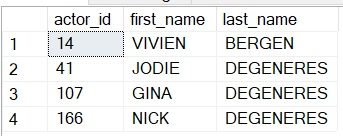 actor_id first_name last_name
1 14 VIVIEN BERGEN
2 41 JODIE DEGENERES
3 107 GINA DEGENERES
4 166 NICK DEGENERES